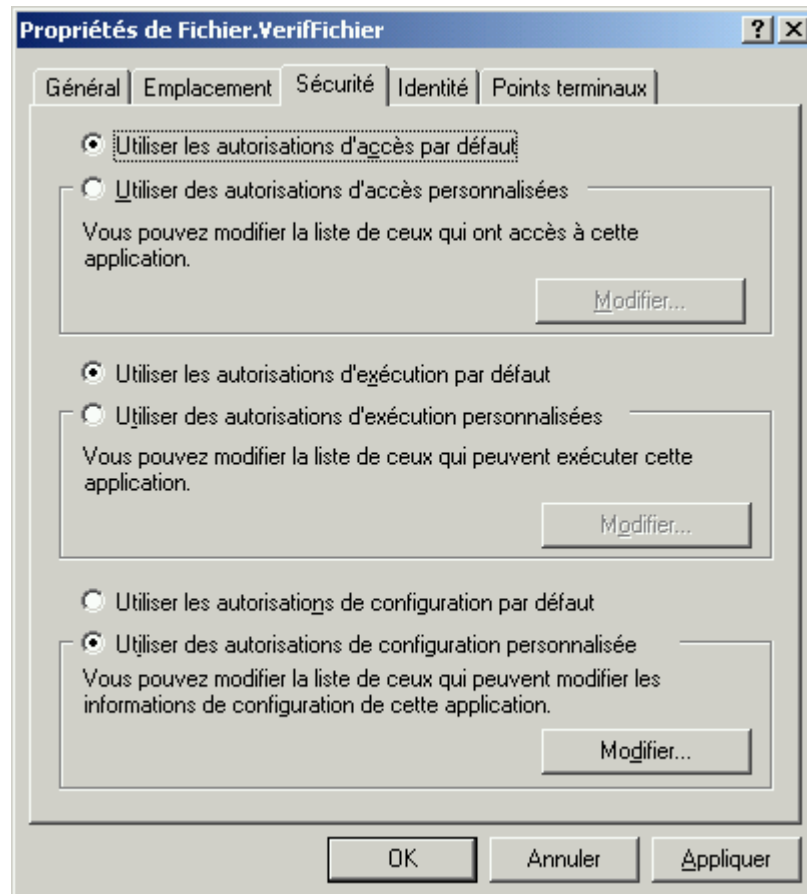 Propriétés de Fichier.VerifFichier
Général Emplacement Sécurité Identité Points terminaux
Utiliser les autorisations d'accès par défaut
Utiliser des autorisations d'accès personnalisées
Vous pouvez modifier la liste de ceux qui ont accès à cette
application.
Modifier...
Utiliser les autorisations d'exécution par défaut
Utiliser des autorisations d'exécution personnalisées
Vous pouvez modifier la liste de ceux qui peuvent exécuter cette
application.
Modifier...
Utiliser les autorisations de configuration par défaut
Utiliser des autorisations de configuration personnalisée
Vous pouvez modifier la liste de ceux qui peuvent modifier les
informations de configuration de cette application.
Modifier...
OK Annuler Appliquer